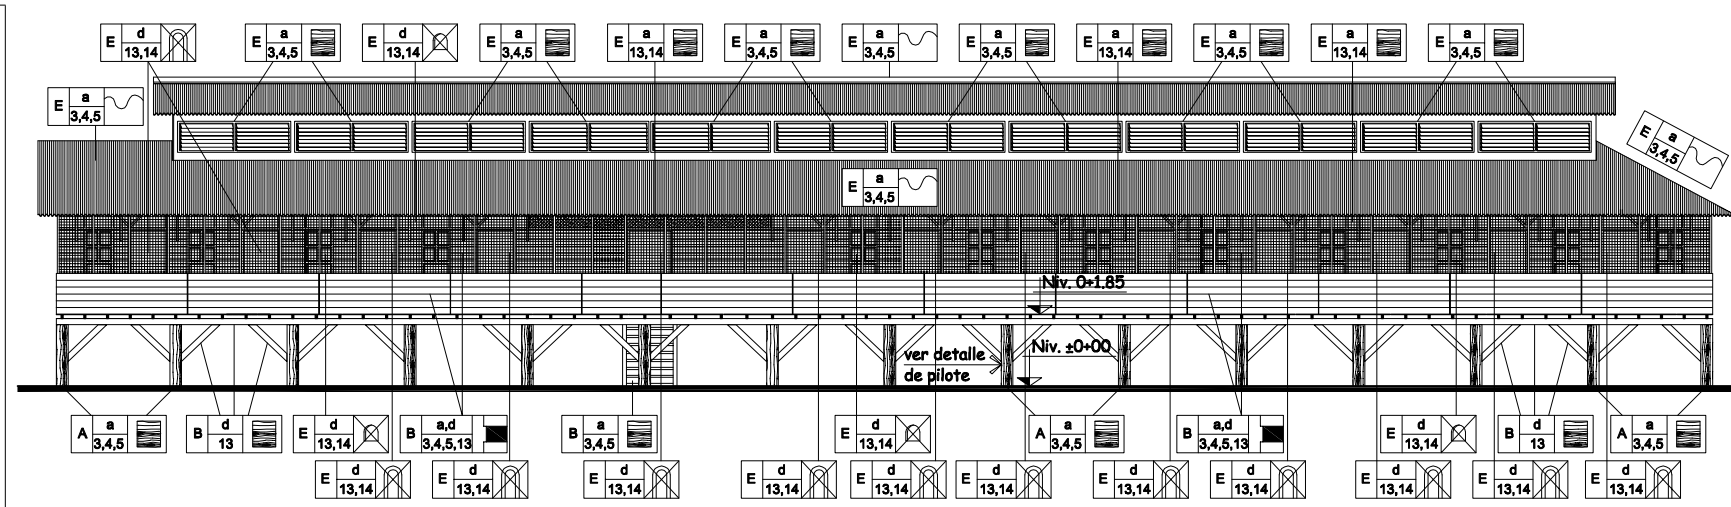 E d 13,14
E a 3,4,5
E d 13,14
E a 3,4,5
E a 13,14
E a 3,4,5
E a 3,4,5
E a 3,4,5
E a 13,14
E a 3,4,5
E a 13,14
E a 3,4,5
E a 3,4,5
E a 3,4,5
E a 3,4,5
Niv. 0+1.85
Niv. ±0+00
ver detalle
de pilote
A a 3,4,5
B d 13
E d 13,14
B a,d 3,4,5,13
B a 3,4,5
E d 13,14
A a 3,4,5
B a,d 3,4,5,13
E d 13,14
B d 13
A a 3,4,5
E d 13,14
E d 13,14
E d 13,14
E d 13,14
E d 13,14
E d 13,14
E d 13,14
E d 13,14
E d 13,14
E d 13,14
E d 13,14